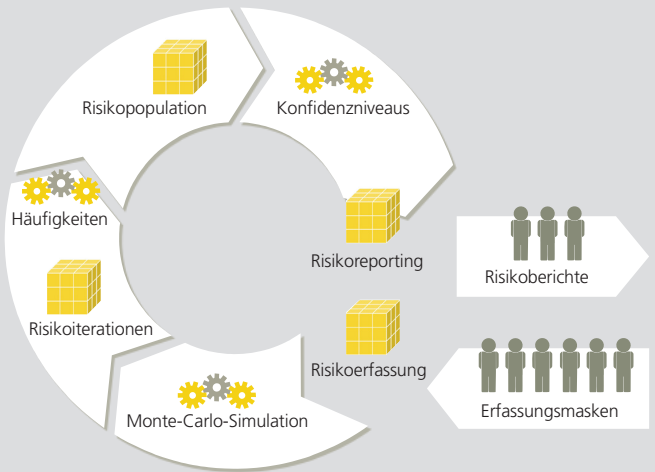 Risikopopulation
Konfidenzniveaus
Häufigkeiten
Risikoreporting
Risikoberichte
Risikoiterationen
Risikoerfassung
Erfassungsmasken
Monte-Carlo-Simulation